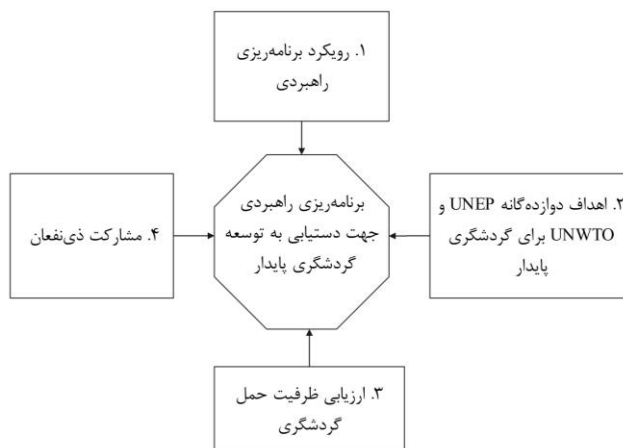 ۱. رویکرد برنامه‌ریزی
راهبردی
برنامه‌ریزی راهبردی
جهت دستیابی به توسعه
گردشگری پایدار
۲. اهداف دوازده‌گانه UNEP و
UNWTO برای گردشگری
پایدار
۴. مشارکت ذی‌نفعان
۳. ارزیابی ظرفیت حمل
گردشگری